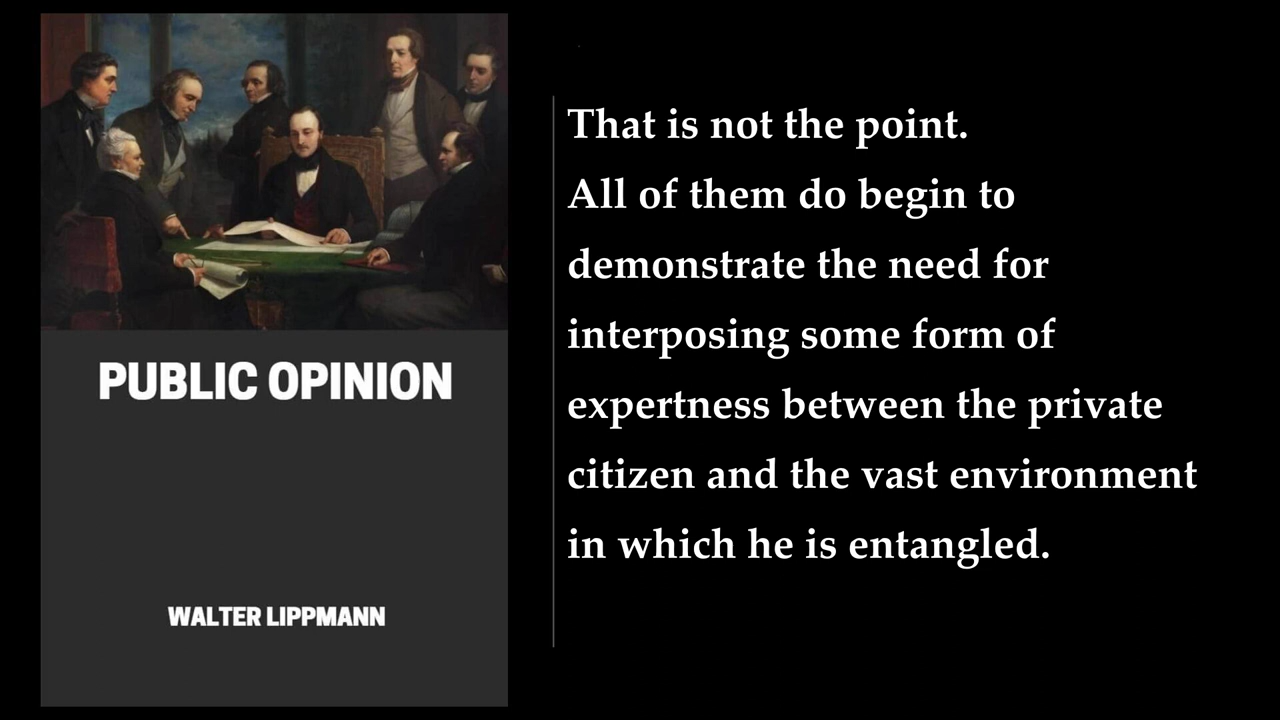 PUBLIC OPINION
WALTER LIPPMANN
That is not the point.
All of them do begin to
demonstrate the need for
interposing some form of
expertness between the private
citizen and the vast environment
in which he is entangled.